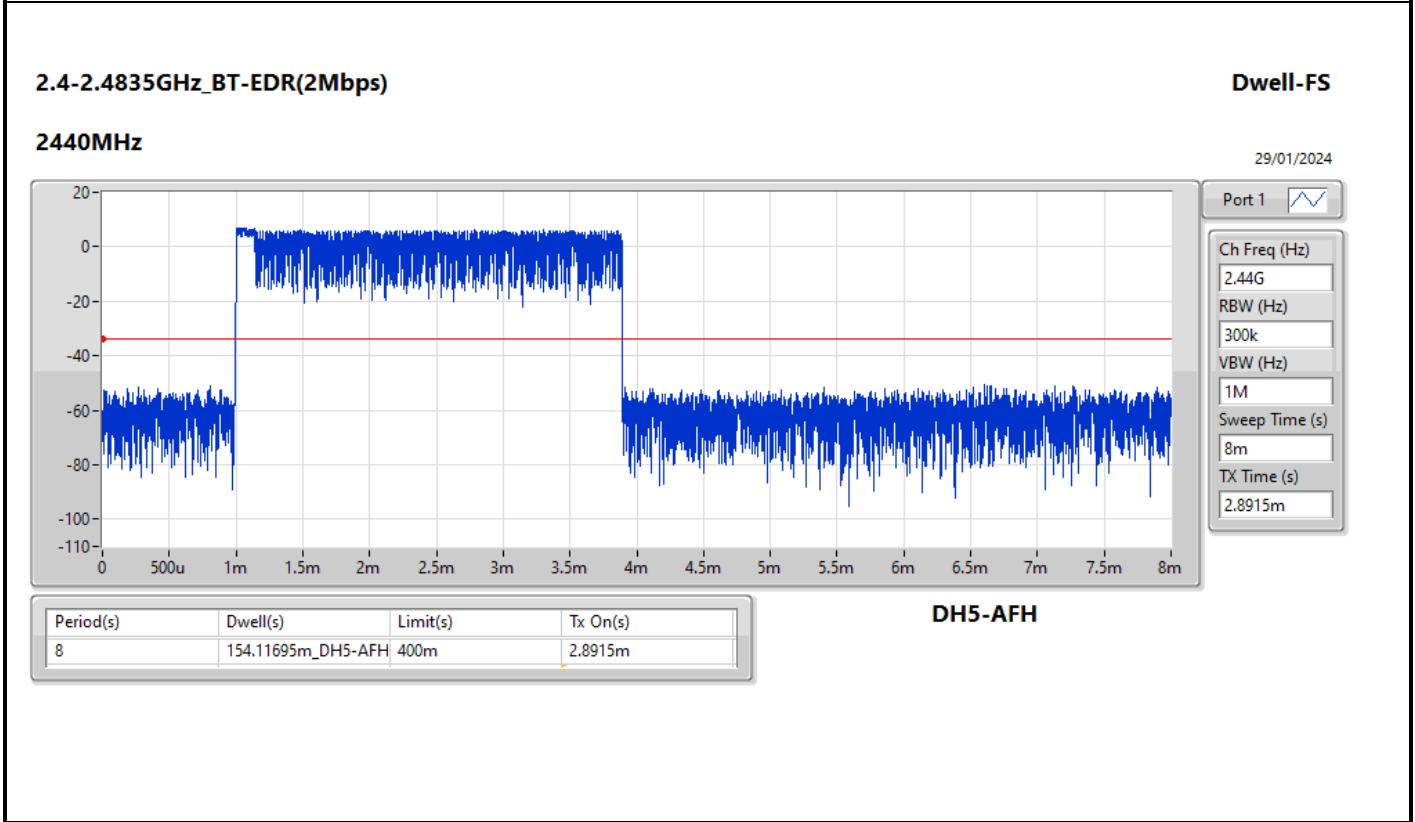 2.4-2.4835GHz_BT-EDR(2Mbps) Dwell-FS
2440MHz
29/01/2024
Port 1
20
0
-20
-40
-60
-80
-100
-110
0 500u 1m 1.5m 2m 2.5m 3m 3.5m 4m 4.5m 5m 5.5m 6m 6.5m 7m 7.5m 8m
Ch Freq (Hz)
2.44G
RBW (Hz)
300k
VBW (Hz)
1M
Sweep Time (s)
8m
TX Time (s)
2.8915m
Period(s) Dwell(s) Limit(s) Tx On(s)
8 154.11695m_DH5-AFH 400m 2.8915m
DH5-AFH